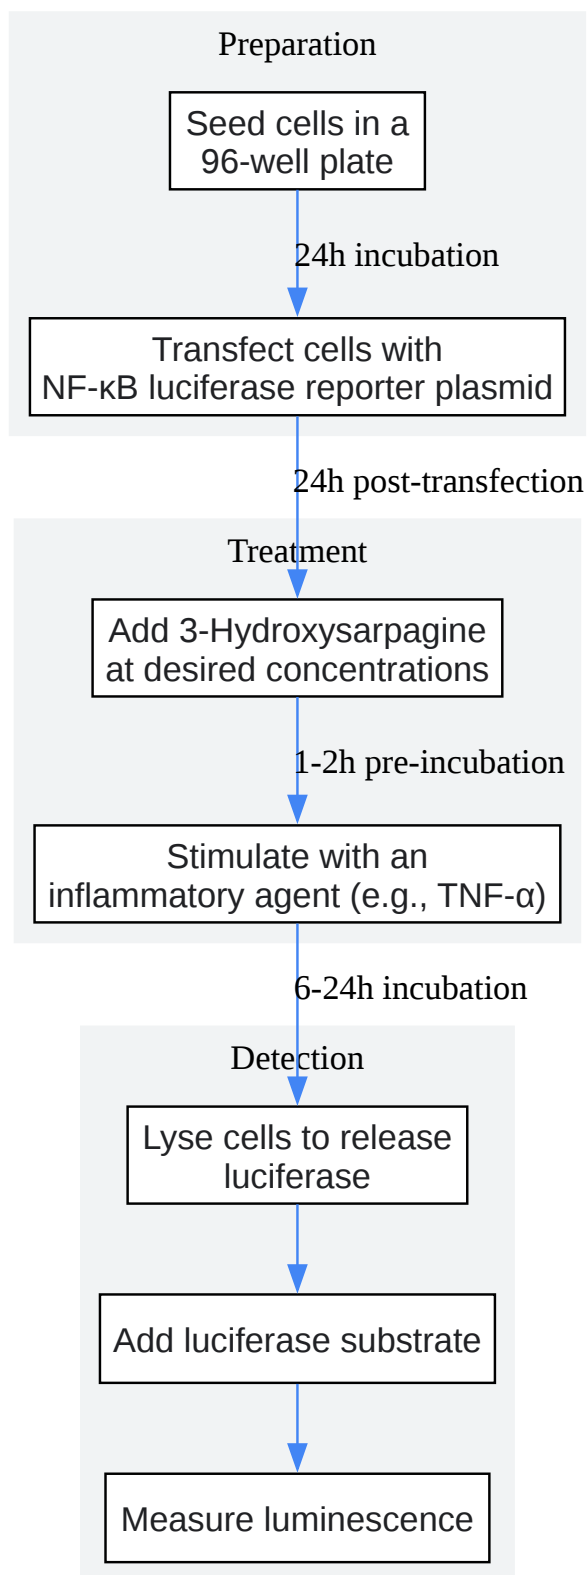 Preparation
Seed cells in a
96-well plate
24h incubation
Transfect cells with
NF-κB luciferase reporter plasmid
24h post-transfection
Treatment
Add 3-Hydroxysarpagine
at desired concentrations
1-2h pre-incubation
Stimulate with an
inflammatory agent (e.g., TNF-α)
6-24h incubation
Detection
Lyse cells to release
luciferase
Add luciferase substrate
Measure luminescence